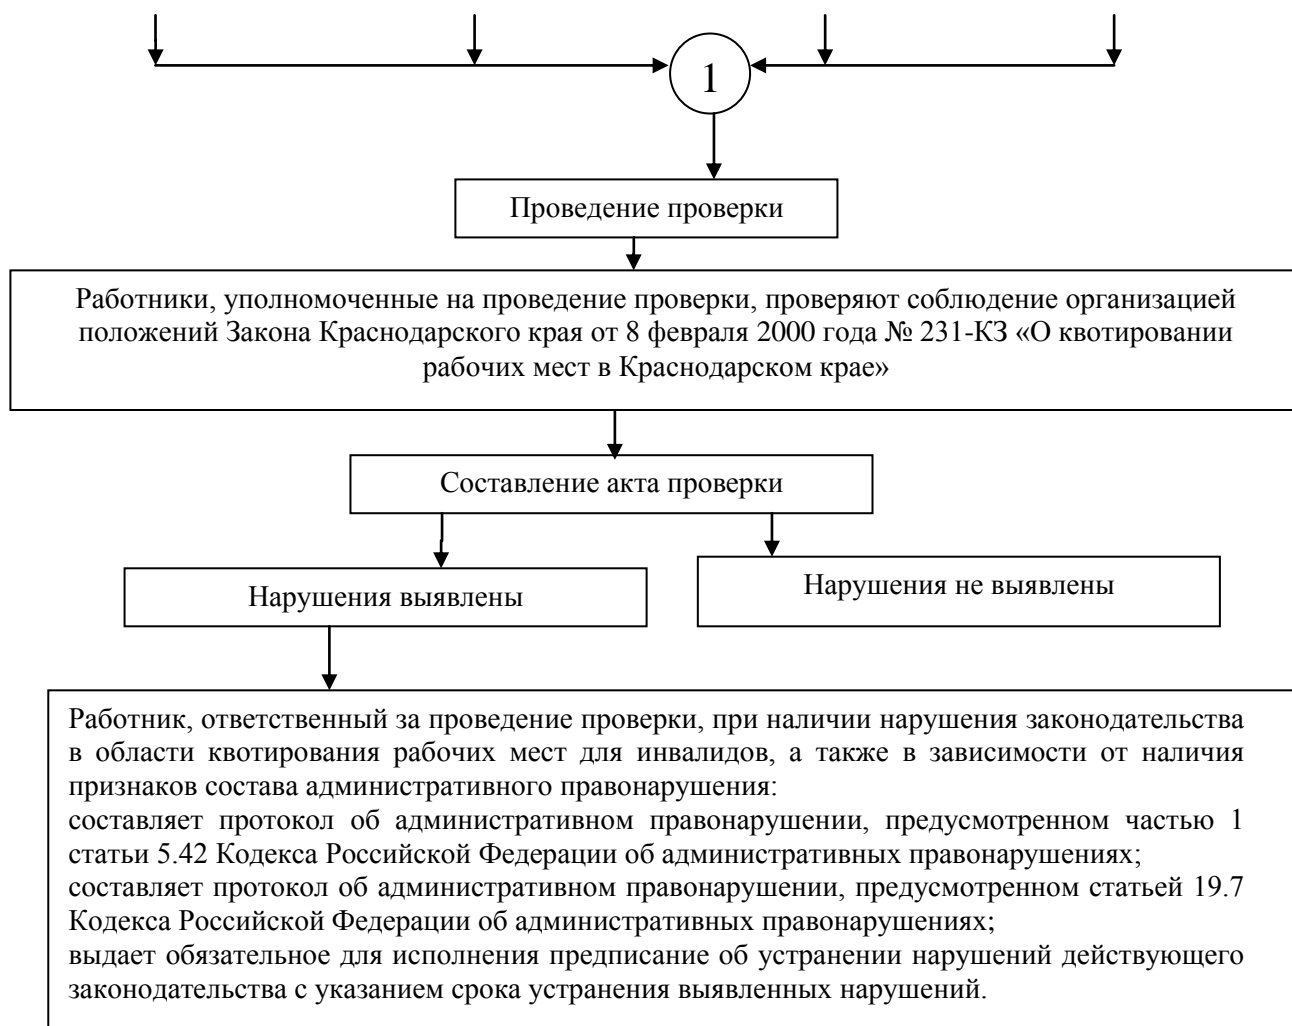 1
Проведение проверки
Работники, уполномоченные на проведение проверки, проверяют соблюдение организацией
положений Закона Краснодарского края от 8 февраля 2000 года № 231-КЗ «О квотировании
рабочих мест в Краснодарском крае»
Составление акта проверки
Нарушения выявлены
Нарушения не выявлены
Работник, ответственный за проведение проверки, при наличии нарушения законодательства
в области квотирования рабочих мест для инвалидов, а также в зависимости от наличия
признаков состава административного правонарушения:
составляет протокол об административном правонарушении, предусмотренном частью 1
статьи 5.42 Кодекса Российской Федерации об административных правонарушениях;
составляет протокол об административном правонарушении, предусмотренном статьей 19.7
Кодекса Российской Федерации об административных правонарушениях;
выдает обязательное для исполнения предписание об устранении нарушений действующего
законодательства с указанием срока устранения выявленных нарушений.